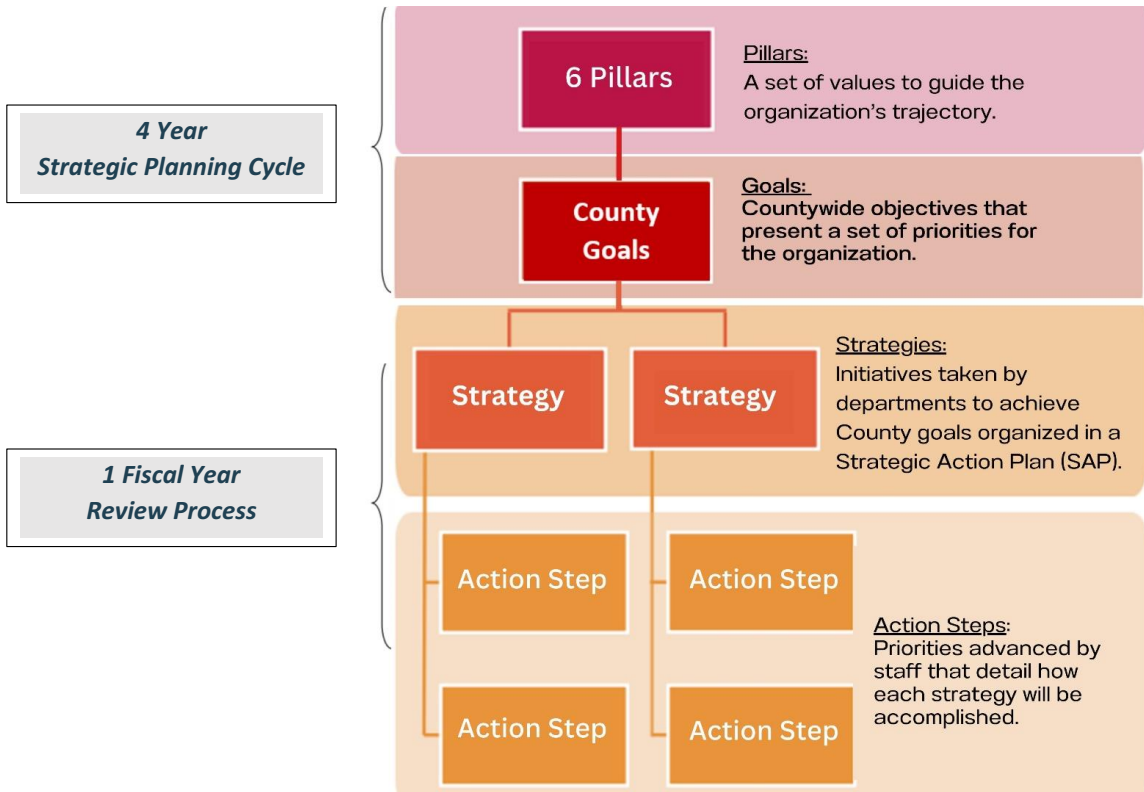 6 Pillars
Pillars:
A set of values to guide the
organization's trajectory.
4 Year
Strategic Planning Cycle
County
Goals
Goals:
Countywide objectives that
present a set of priorities for
the organization.
Strategy
Strategy
Strategies:
Initiatives taken by
departments to achieve
County goals organized in a
Strategic Action Plan (SAP).
1 Fiscal Year
Review Process
Action Step
Action Step
Action Step
Action Step
Action Steps:
Priorities advanced by
staff that detail how
each strategy will be
accomplished.